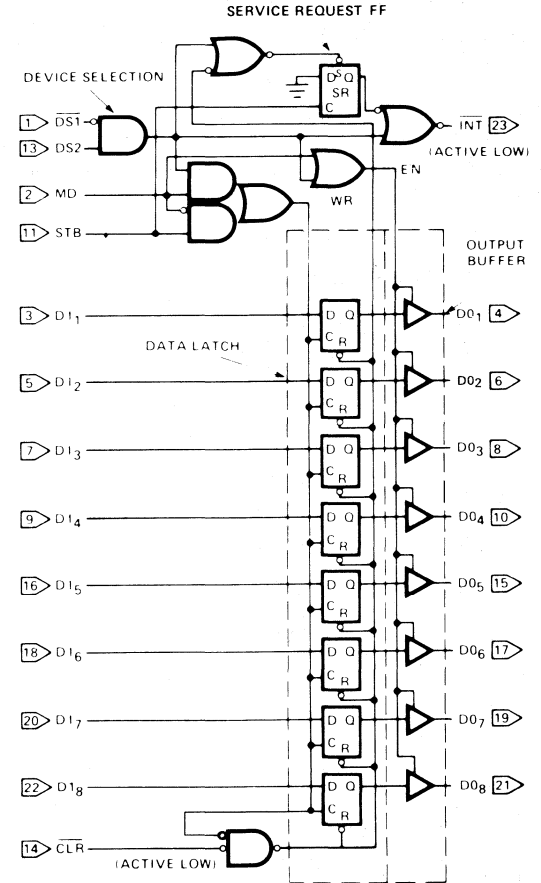 SERVICE REQUEST FF
DEVICE SELECTION
D S Q
SR
C
1 DS1
13 DS2
INT 23
(ACTIVE LOW)
2 MD
EN
WR
11 STB
OUTPUT
BUFFER
3 DI1
D Q
C R
DO1 4
DATA LATCH
5 DI2
D Q
C R
DO2 6
7 DI3
D Q
C R
DO3 8
9 DI4
D Q
C R
DO4 10
16 DI5
D Q
C R
DO5 15
18 DI6
D Q
C R
DO6 17
20 DI7
D Q
C R
DO7 19
22 DI8
D Q
C R
DO8 21
14 CLR
(ACTIVE LOW)